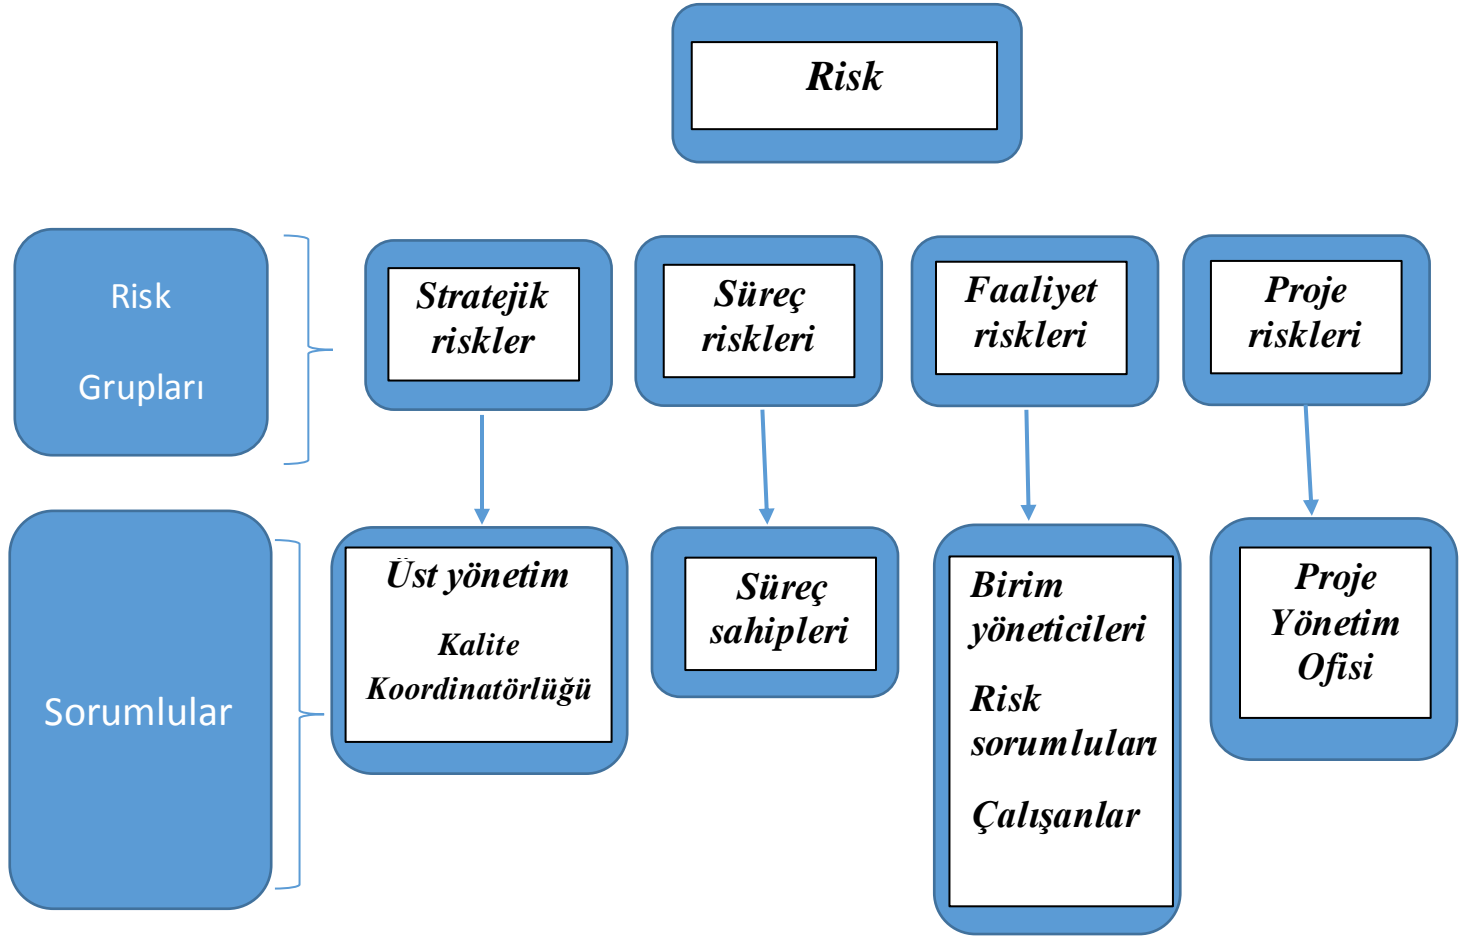 Risk
Risk
Grupları
Stratejik
riskler
Süreç
riskleri
Faaliyet
riskleri
Proje
riskleri
Sorumlular
Üst yönetim
Kalite
Koordinatörlüğü
Süreç
sahipleri
Birim
yöneticileri
Risk
sorumluları
Çalışanlar
Proje
Yönetim
Ofisi